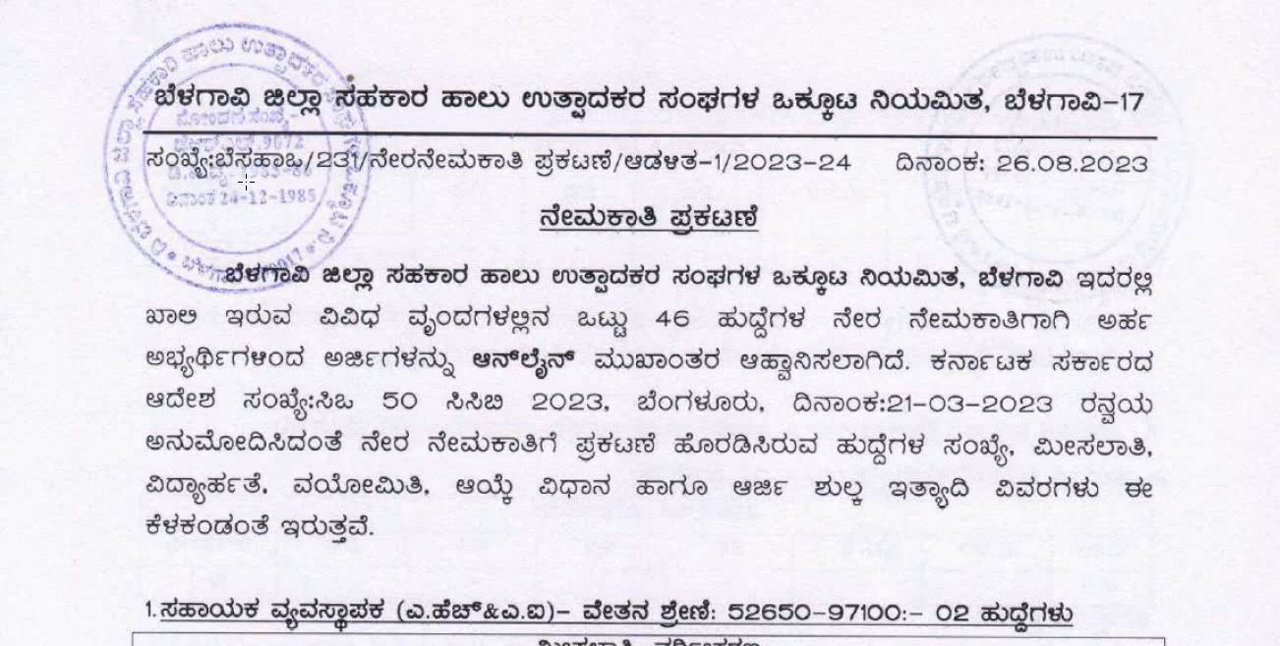 ಬೆಳಗಾವಿ ಜಿಲ್ಲಾ ಸಹಕಾರ ಹಾಲು ಉತ್ಪಾದಕರ ಸಂಘಗಳ ಒಕ್ಕೂಟ ನಿಯಮಿತ, ಬೆಳಗಾವಿ-17
ಸಂಖ್ಯೆ:ಬೆಸಹಾಒ/231/ನೇರನೇಮಕಾತಿ ಪ್ರಕಟಣೆ/ಆಡಳಿತ-1/2023-24 ದಿನಾಂಕ: 26.08.2023
ದಿನಾಂಕ 24-12-1985
ನೇಮಕಾತಿ ಪ್ರಕಟಣೆ
ಬೆಳಗಾವಿ ಜಿಲ್ಲಾ ಸಹಕಾರ ಹಾಲು ಉತ್ಪಾದಕರ ಸಂಘಗಳ ಒಕ್ಕೂಟ ನಿಯಮಿತ, ಬೆಳಗಾವಿ ಇದರಲ್ಲಿ
ಖಾಲಿ ಇರುವ ವಿವಿಧ ವೃಂದಗಳಲ್ಲಿನ ಒಟ್ಟು 46 ಹುದ್ದೆಗಳ ನೇರ ನೇಮಕಾತಿಗಾಗಿ ಅರ್ಹ
ಅಭ್ಯರ್ಥಿಗಳಿಂದ ಅರ್ಜಿಗಳನ್ನು ಆನ್‌ಲೈನ್ ಮುಖಾಂತರ ಆಹ್ವಾನಿಸಲಾಗಿದೆ. ಕರ್ನಾಟಕ ಸರ್ಕಾರದ
ಆದೇಶ ಸಂಖ್ಯೆ:ಸಿಒ 50 ಸಿಸಿಬಿ 2023, ಬೆಂಗಳೂರು, ದಿನಾಂಕ:21-03-2023 ರನ್ವಯ
ಅನುಮೋದಿಸಿದಂತೆ ನೇರ ನೇಮಕಾತಿಗೆ ಪ್ರಕಟಣೆ ಹೊರಡಿಸಿರುವ ಹುದ್ದೆಗಳ ಸಂಖ್ಯೆ, ಮೀಸಲಾತಿ,
ವಿದ್ಯಾರ್ಹತೆ, ವಯೋಮಿತಿ, ಆಯ್ಕೆ ವಿಧಾನ ಹಾಗೂ ಅರ್ಜಿ ಶುಲ್ಕ ಇತ್ಯಾದಿ ವಿವರಗಳು ಈ
ಕೆಳಕಂಡಂತೆ ಇರುತ್ತವೆ.
1. ಸಹಾಯಕ ವ್ಯವಸ್ಥಾಪಕ (ಎ.ಹೆಚ್&ಎ.ಐ)- ವೇತನ ಶ್ರೇಣಿ: 52650-97100:- 02 ಹುದ್ದೆಗಳು